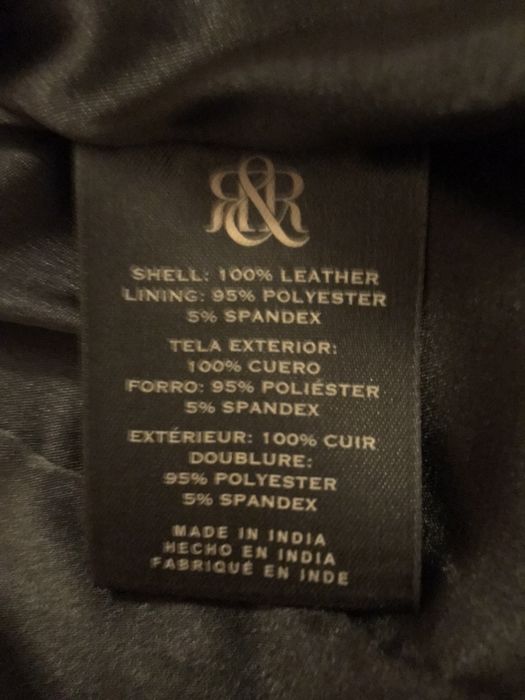 R&R
SHELL: 100% LEATHER
LINING: 95% POLYESTER
5% SPANDEX
TELA EXTERIOR:
100% CUERO
FORRO: 95% POLIÉSTER
5% SPANDEX
EXTÉRIEUR: 100% CUIR
DOUBLURE:
95% POLYESTER
5% SPANDEX
MADE IN INDIA
HECHO EN INDIA
FABRIQUÉ EN INDE